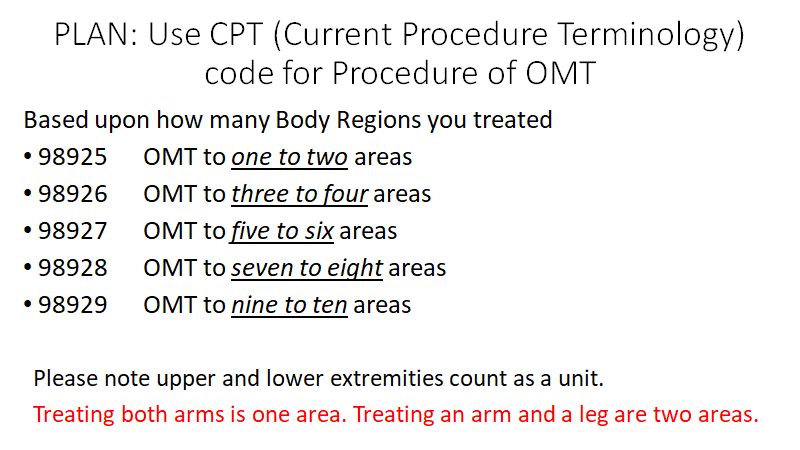 PLAN: Use CPT (Current Procedure Terminology)
code for Procedure of OMT
Based upon how many Body Regions you treated
• 98925 OMT to one to two areas
• 98926 OMT to three to four areas
• 98927 OMT to five to six areas
• 98928 OMT to seven to eight areas
• 98929 OMT to nine to ten areas
Please note upper and lower extremities count as a unit.
Treating both arms is one area. Treating an arm and a leg are two areas.